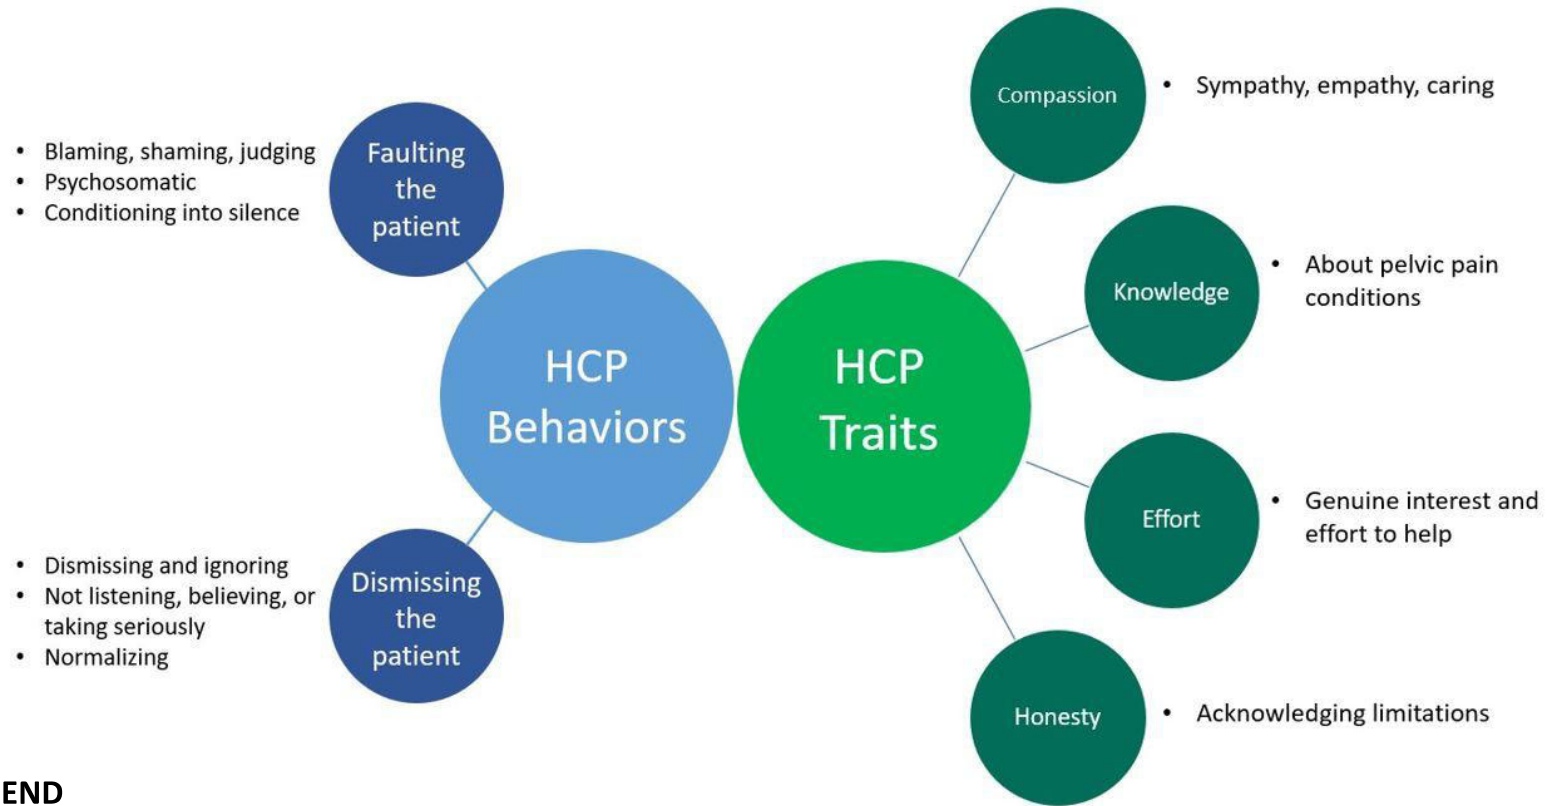 • Blaming, shaming, judging
• Psychosomatic
• Conditioning into silence
Faulting
the
patient
HCP
Behaviors
• Dismissing and ignoring
• Not listening, believing, or
taking seriously
• Normalizing
Dismissing
the
patient
HCP
Traits
Compassion
• Sympathy, empathy, caring
Knowledge
• About pelvic pain
conditions
Effort
• Genuine interest and
effort to help
Honesty
• Acknowledging limitations
END